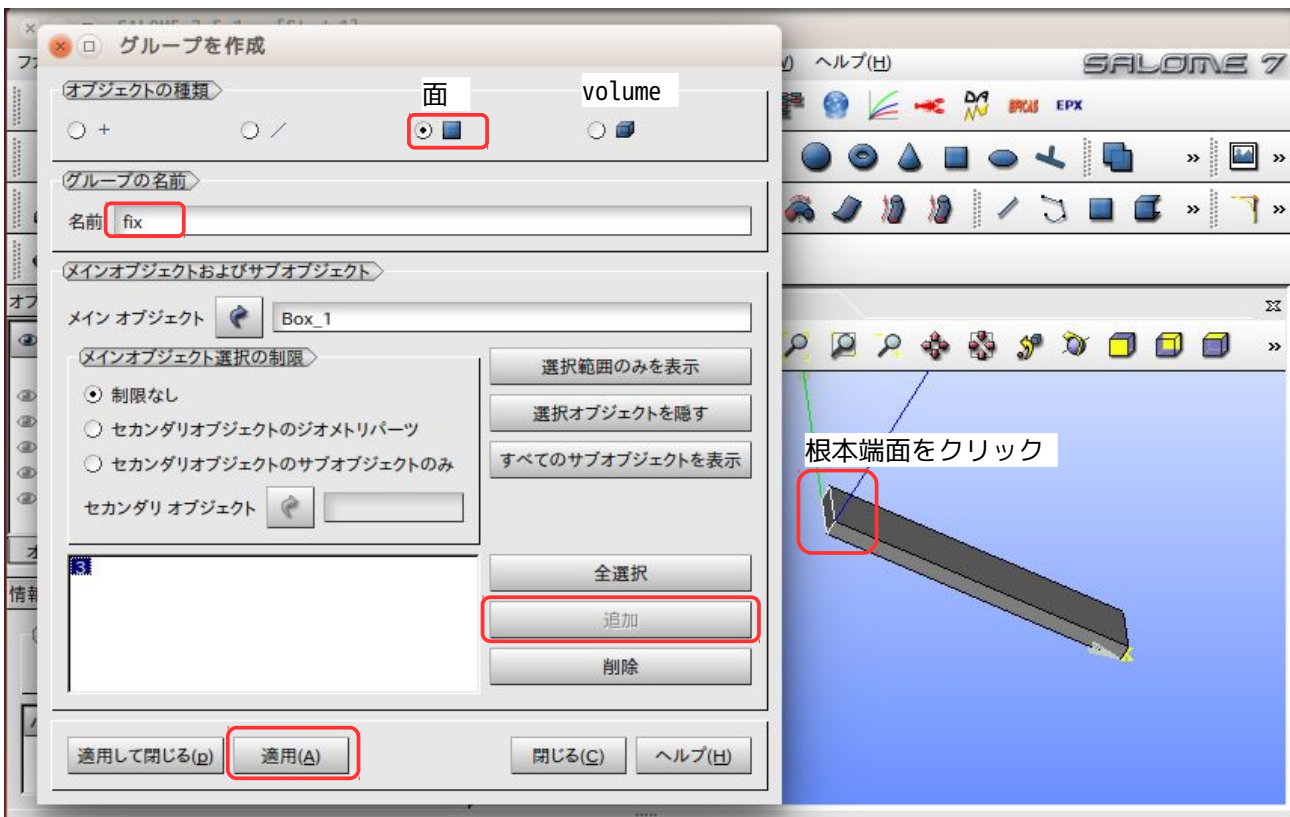 グループを作成
ヘルプ(H)
SALOME 7
オブジェクトの種類
面
volume
EPX
グループの名前
名前 fix
メインオブジェクトおよびサブオブジェクト
メイン オブジェクト Box_1
メインオブジェクト選択の制限
制限なし
セカンダリオブジェクトのジオメトリパーツ
セカンダリオブジェクトのサブオブジェクトのみ
セカンダリ オブジェクト
選択範囲のみを表示
選択オブジェクトを隠す
すべてのサブオブジェクトを表示
根本端面をクリック
3
全選択
追加
削除
適用して閉じる(p)
適用(A)
閉じる(C)
ヘルプ(H)
情報
X